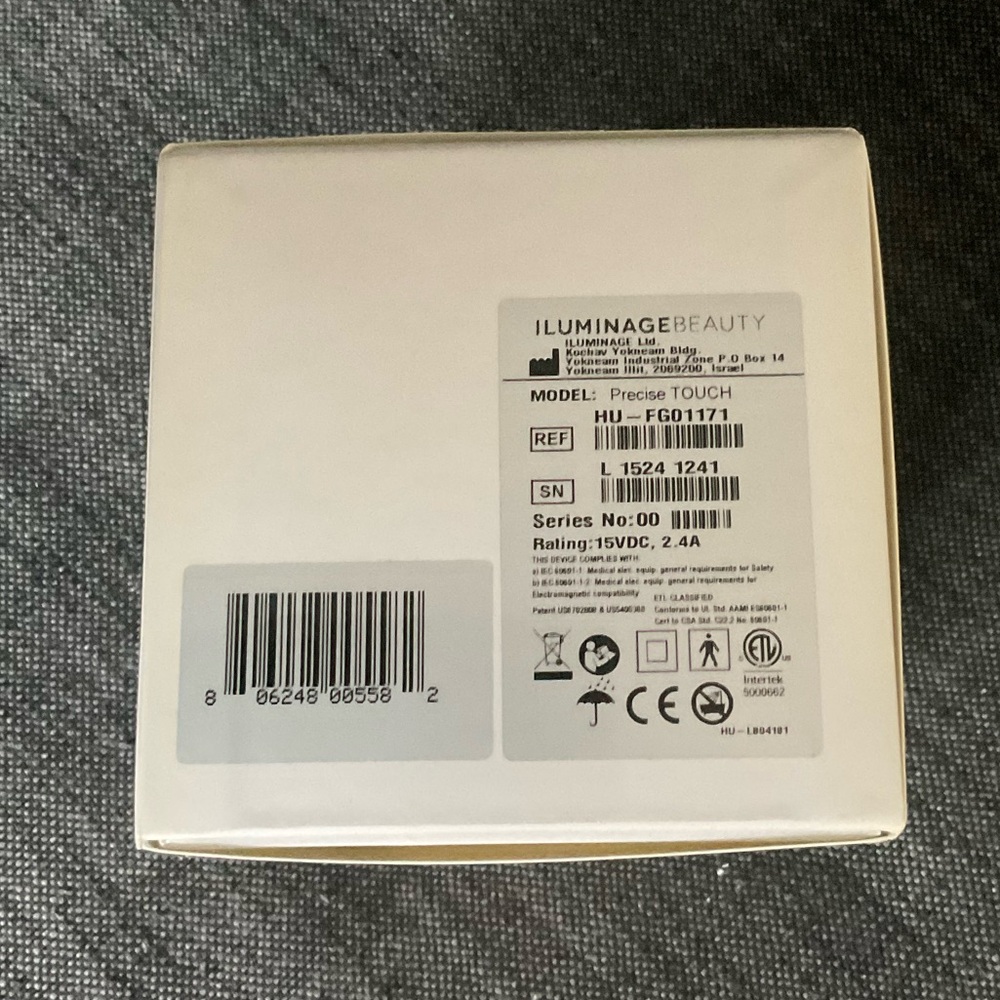 ILUMINAGEBEAUTY
ILUMINAGE Ltd.
Kochav Yokneam Bldg.
Yokneam Industrial Zone P.O Box 14
Yokneam Illit, 2069200, Israel
MODEL: Precise TOUCH
HU-FG01171
REF
L 1524 1241
SN
Series No:00
Rating:15VDC, 2.4A
THIS DEVICE COMPLIES WITH:
a) IEC 60601-1 Medical elec. equip. general requirements for Safety
b) IEC 60601-1-2 Medical elec. equip. general requirements for
Electromagnetic compatibility
ETL CLASSIFIED
Patent &
Conforms to UL Std. AAMI ES60601-1
Cert to CSA Std. C22.2 No. 60601-1
ETL
us
Intertek
5000662
CE
HU-LB04101
8 06248 00558 2